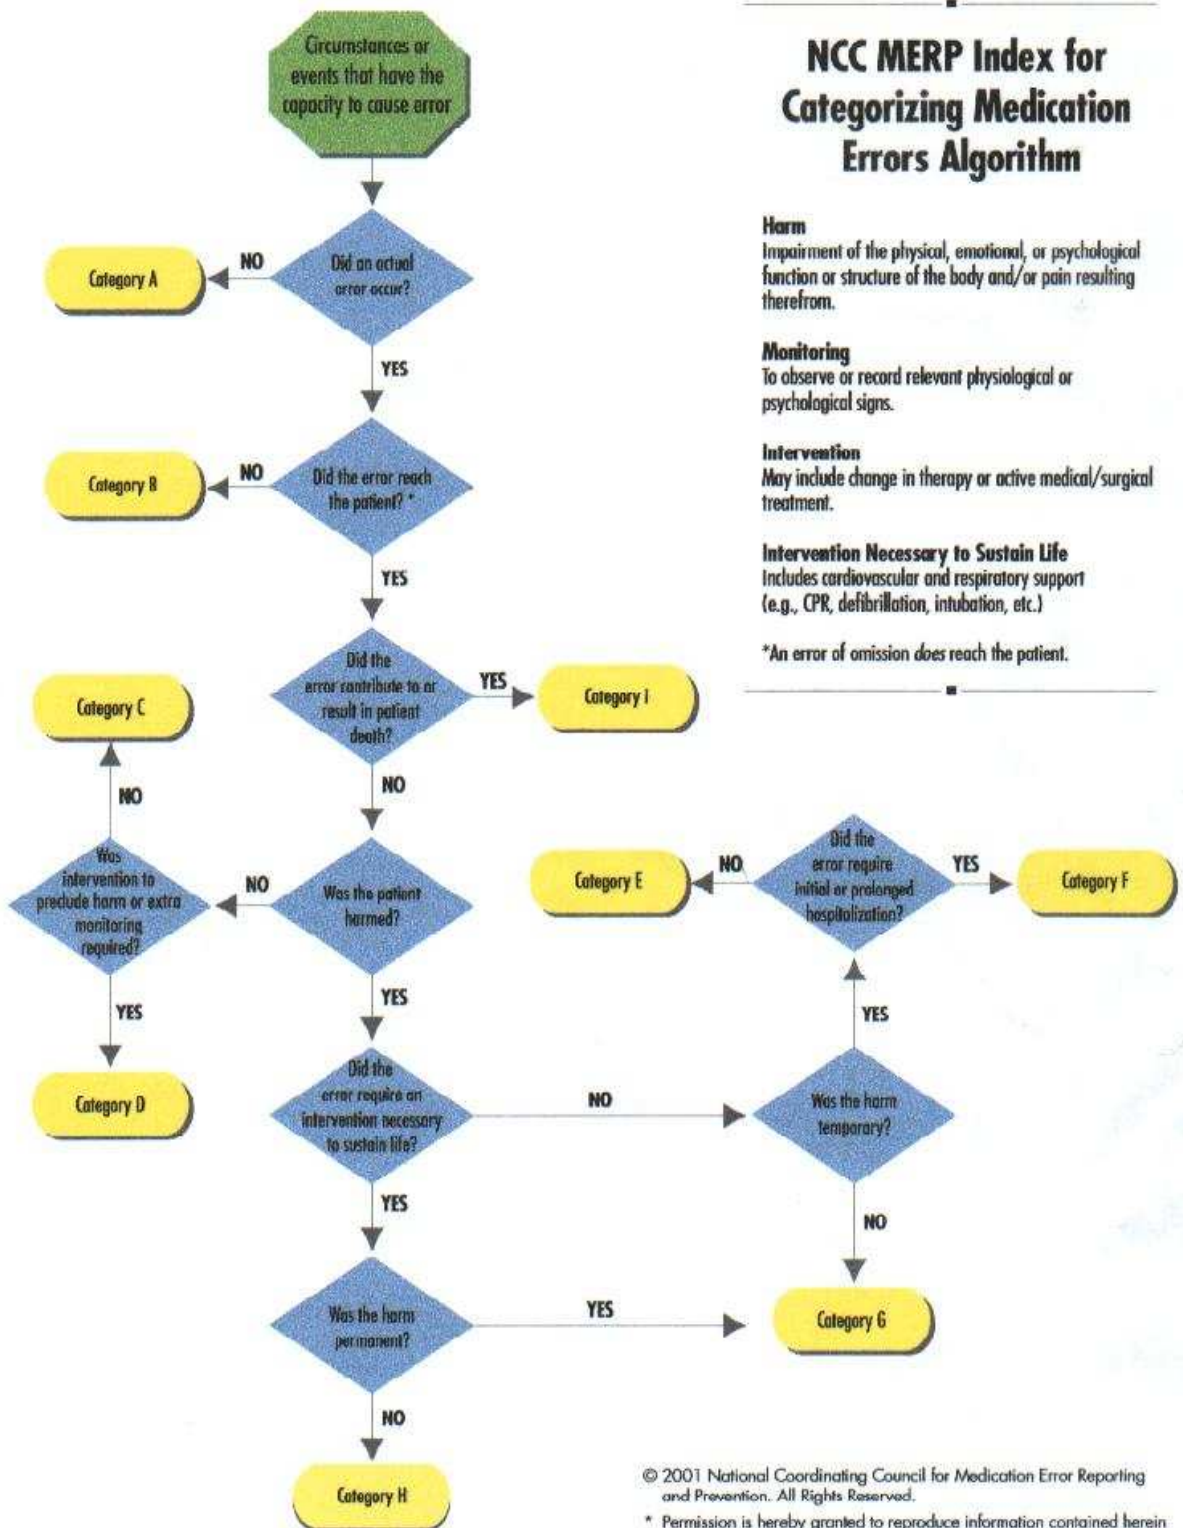 Circumstances or
events that have the
capacity to cause error
NCC MERP Index for
Categorizing Medication
Errors Algorithm
Harm
Impairment of the physical, emotional, or psychological
function or structure of the body and/or pain resulting
therefrom.
Monitoring
To observe or record relevant physiological or
psychological signs.
Intervention
May include change in therapy or active medical/surgical
treatment.
Intervention Necessary to Sustain Life
Includes cardiovascular and respiratory support
(e.g., CPR, defibrillation, intubation, etc.)
*An error of omission does reach the patient.
Did an actual
error occur?
NO
Category A
YES
Did the error reach
the patient? *
NO
Category B
YES
Did the
error contribute to or
result in patient
death?
YES
Category I
NO
Was the patient
harmed?
NO
Was
intervention to
preclude harm or extra
monitoring
required?
NO
Category C
YES
Category D
YES
Did the
error require an
intervention necessary
to sustain life?
NO
Was the harm
temporary?
YES
Did the
error require
initial or prolonged
hospitalization?
NO
Category E
YES
Category F
NO
Category G
YES
Was the harm
permanent?
YES
NO
Category H
© 2001 National Coordinating Council for Medication Error Reporting
and Prevention. All Rights Reserved.
* Permission is hereby granted to reproduce information contained herein